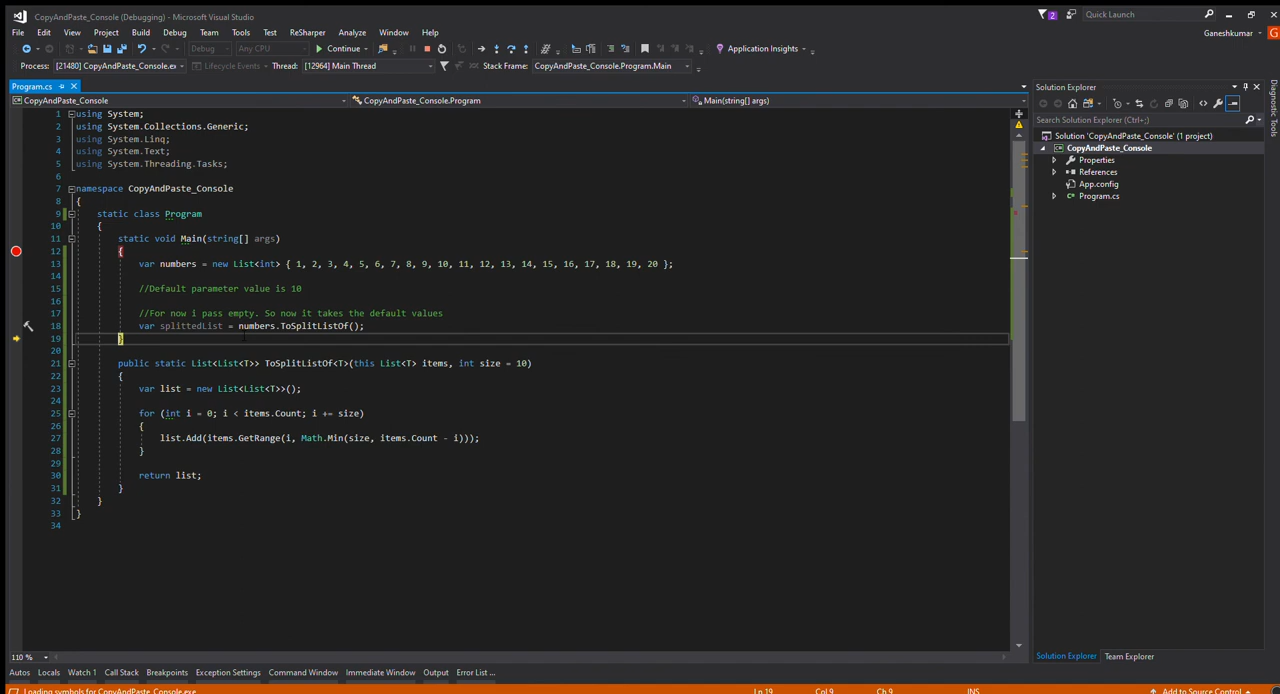 CopyAndPaste_Console (Debugging) - Microsoft Visual Studio
2
Quick Launch
File Edit View Project Build Debug Team Tools Test ReSharper Analyze Window Help
Ganeshkumar
G
Debug Any CPU Continue Application Insights
Process: [21480] CopyAndPaste_Console.ex Lifecycle Events Thread: [12964] Main Thread Stack Frame: CopyAndPaste_Console.Program.Main
Program.cs
CopyAndPaste_Console CopyAndPaste_Console.Program Main(string[] args)
1 using System;
2 using System.Collections.Generic;
3 using System.Linq;
4 using System.Text;
5 using System.Threading.Tasks;
6
7 namespace CopyAndPaste_Console
8 {
9 static class Program
10 {
11 static void Main(string[] args)
12 {
13 var numbers = new List<int> { 1, 2, 3, 4, 5, 6, 7, 8, 9, 10, 11, 12, 13, 14, 15, 16, 17, 18, 19, 20 };
14
15 //Default parameter value is 10
16
17 //For now i pass empty. So now it takes the default values
18 var splittedList = numbers.ToSplitListOf();
19 }
20
21 public static List<List<T>> ToSplitListOf<T>(this List<T> items, int size = 10)
22 {
23 var list = new List<List<T>>();
24
25 for (int i = 0; i < items.Count; i += size)
26 {
27 list.Add(items.GetRange(i, Math.Min(size, items.Count - i)));
28 }
29
30 return list;
31 }
32 }
33 }
34
110 %
Solution Explorer
Search Solution Explorer (Ctrl+;)
Solution 'CopyAndPaste_Console' (1 project)
CopyAndPaste_Console
Properties
References
App.config
Program.cs
Solution Explorer Team Explorer
Diagnostic Tools
Autos Locals Watch 1 Call Stack Breakpoints Exception Settings Command Window Immediate Window Output Error List ...
Loading symbols for CopyAndPaste_Console.exe Ln 19 Col 9 Ch 9 INS Add to Source Control